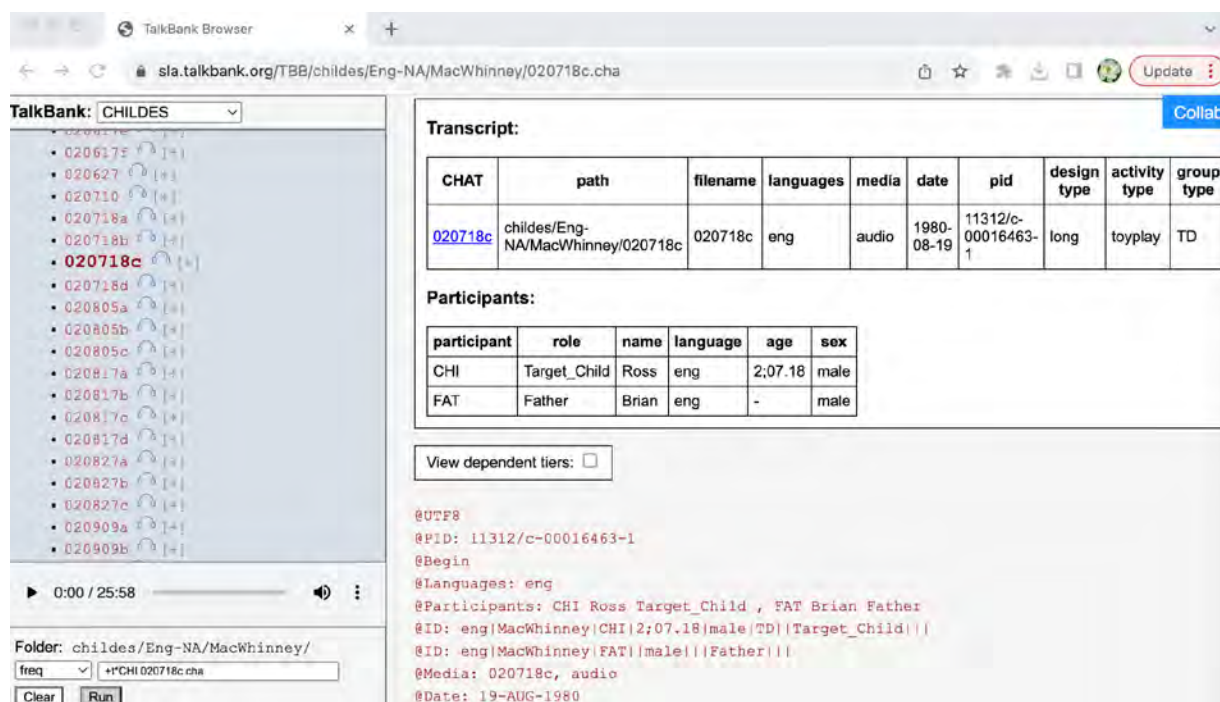 TalkBank Browser × +
sla.talkbank.org/TBB/childes/Eng-NA/MacWhinney/020718c.cha Update
TalkBank: CHILDES
020617e
020617f [+]
020627 [+]
020710 [+]
020718a [+]
020718b [+]
020718c [+]
020718d [+]
020805a [+]
020805b [+]
020805c [+]
020817a [+]
020817b [+]
020817c [+]
020817d [+]
020827a [+]
020827b [+]
020827c [+]
020909a [+]
020909b [+]
0:00 / 25:58
Folder: childes/Eng-NA/MacWhinney/
freq +t*CHI 020718c.cha
Clear Run
Collab
Transcript:
CHAT path filename languages media date pid design type activity type group type
020718c childes/Eng-NA/MacWhinney/020718c 020718c eng audio 1980-08-19 11312/c-00016463-1 long toyplay TD
Participants:
participant role name language age sex
CHI Target_Child Ross eng 2;07.18 male
FAT Father Brian eng - male
View dependent tiers:
@UTF8
@PID: 11312/c-00016463-1
@Begin
@Languages: eng
@Participants: CHI Ross Target_Child , FAT Brian Father
@ID: eng|MacWhinney|CHI|2;07.18|male|TD||Target_Child|||
@ID: eng|MacWhinney|FAT||male|||Father|||
@Media: 020718c, audio
@Date: 19-AUG-1980